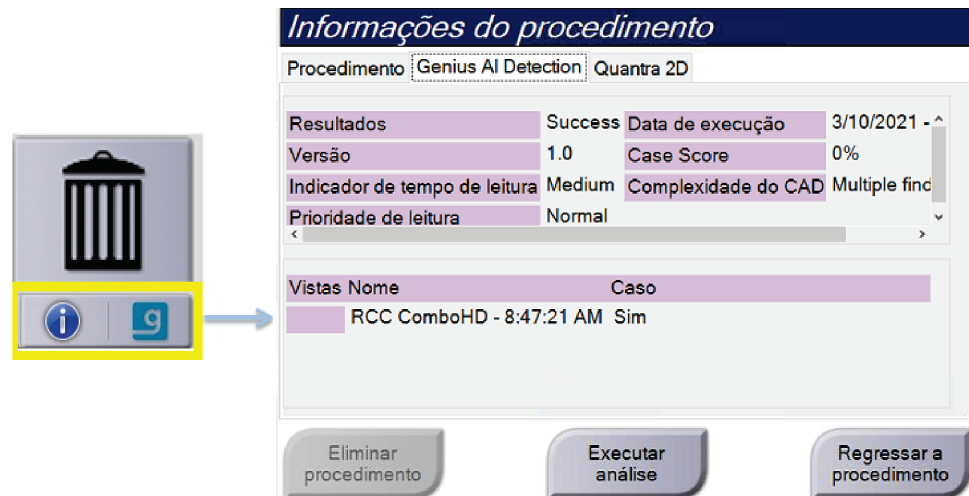 Informações do procedimento
Procedimento Genius AI Detection Quantra 2D
Resultados Success Data de execução 3/10/2021 -
Versão 1.0 Case Score 0%
Indicador de tempo de leitura Medium Complexidade do CAD Multiple find
Prioridade de leitura Normal
Vistas Nome Caso
RCC ComboHD - 8:47:21 AM Sim
i g
Eliminar procedimento
Executar análise
Regressar a procedimento